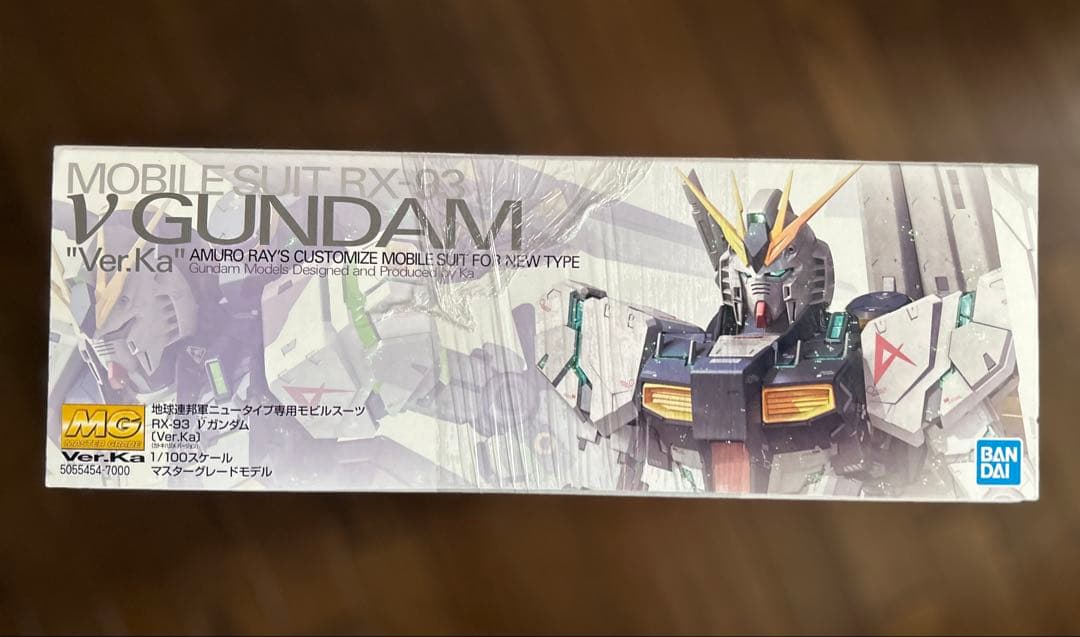 MOBILE SUIT RX-93
ν GUNDAM
"Ver.Ka" AMURO RAY'S CUSTOMIZE MOBILE SUIT FOR NEW TYPE
Gundam Models Designed and Produced by Ka
MG
MASTER GRADE
Ver.Ka
5055454-7000
地球連邦軍ニュータイプ専用モビルスーツ
RX-93 νガンダム
[Ver.Ka]
1/100スケール
マスターグレードモデル
A
BAN
DAI